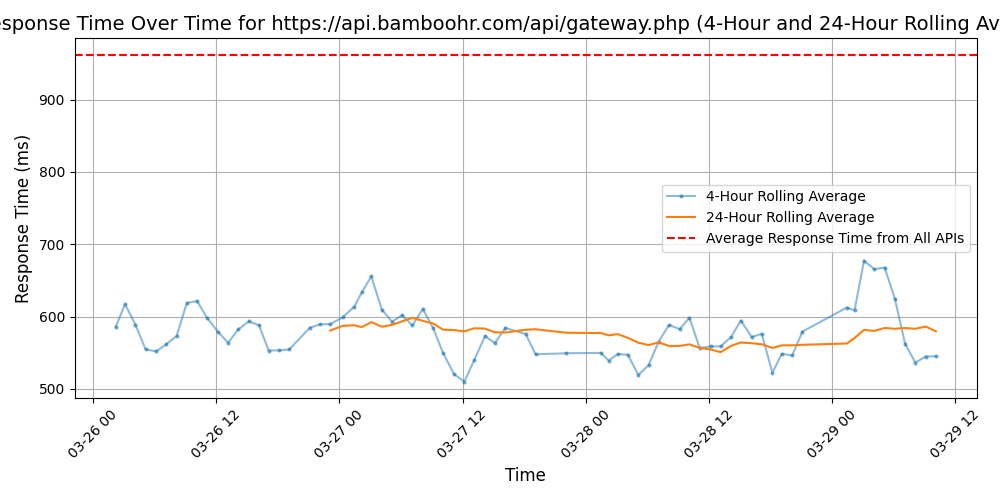 sponse Time Over Time for https://api.bamboohr.com/api/gateway.php (4-Hour and 24-Hour Rolling Av
Response Time (ms)
900
800
700
600
500
4-Hour Rolling Average
24-Hour Rolling Average
Average Response Time from All APIs
03-26 00
03-26 12
03-27 00
03-27 12
03-28 00
03-28 12
03-29 00
03-29 12
Time